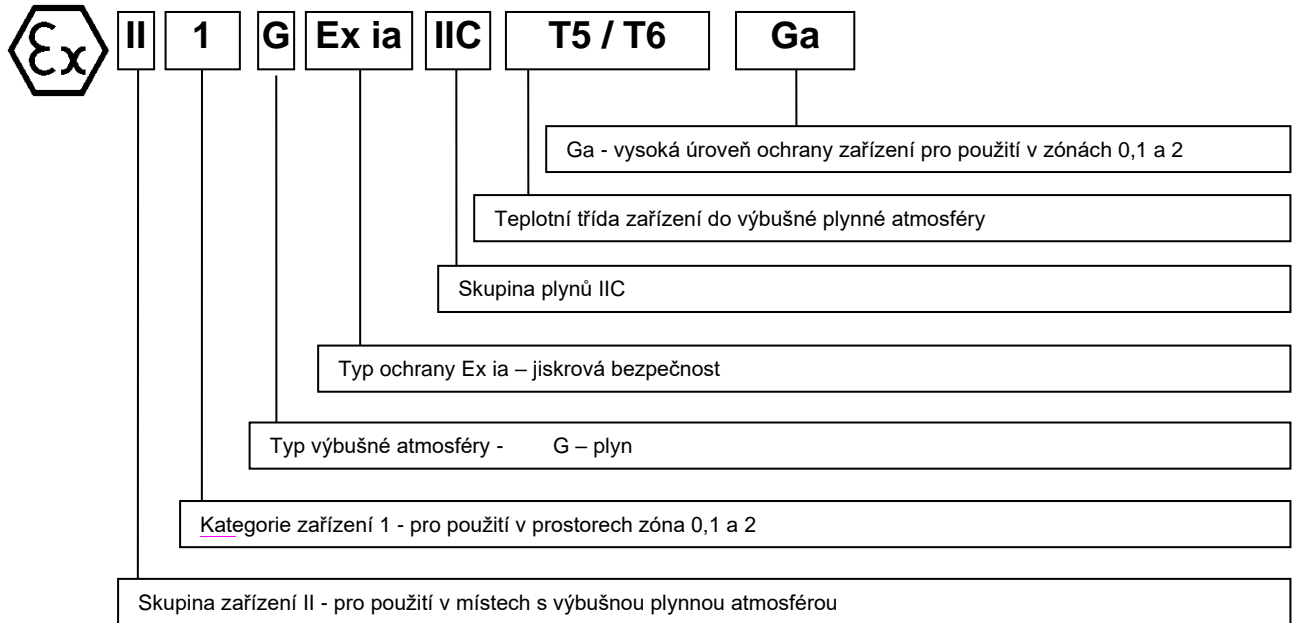 Ex II 1 G Ex ia IIC T5 / T6 Ga
Ga - vysoká úroveň ochrany zařízení pro použití v zónách 0,1 a 2
Teplotní třída zařízení do výbušné plynné atmosféry
Skupina plynů IIC
Typ ochrany Ex ia – jiskrová bezpečnost
Typ výbušné atmosféry - G – plyn
Kategorie zařízení 1 - pro použití v prostorech zóna 0,1 a 2
Skupina zařízení II - pro použití v místech s výbušnou plynnou atmosférou